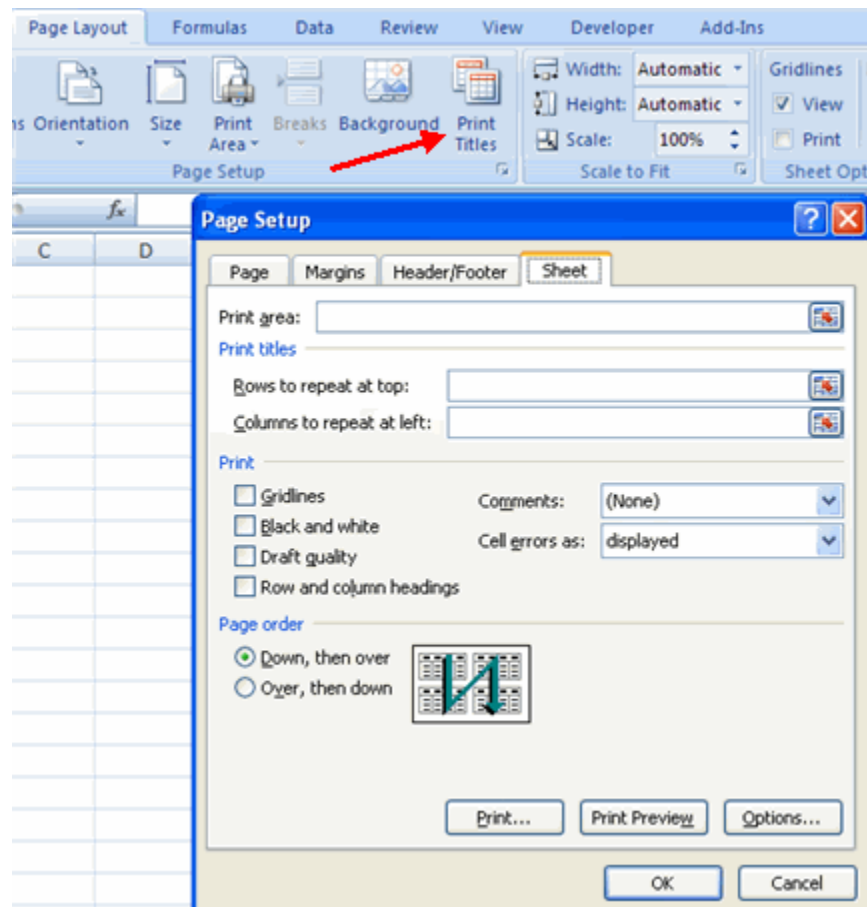 Page Layout Formulas Data Review View Developer Add-Ins
Width: Automatic Gridlines
ns Orientation Size Print Area Breaks Background Print Titles Height: Automatic View
Scale: 100% Print
Page Setup Scale to Fit Sheet Opt
fx
C D
Page Setup
Page Margins Header/Footer Sheet
Print area:
Print titles
Rows to repeat at top:
Columns to repeat at left:
Print
Gridlines Comments: (None)
Black and white
Cell errors as: displayed
Draft quality
Row and column headings
Page order
Down, then over
Over, then down
Print... Print Preview Options...
OK Cancel